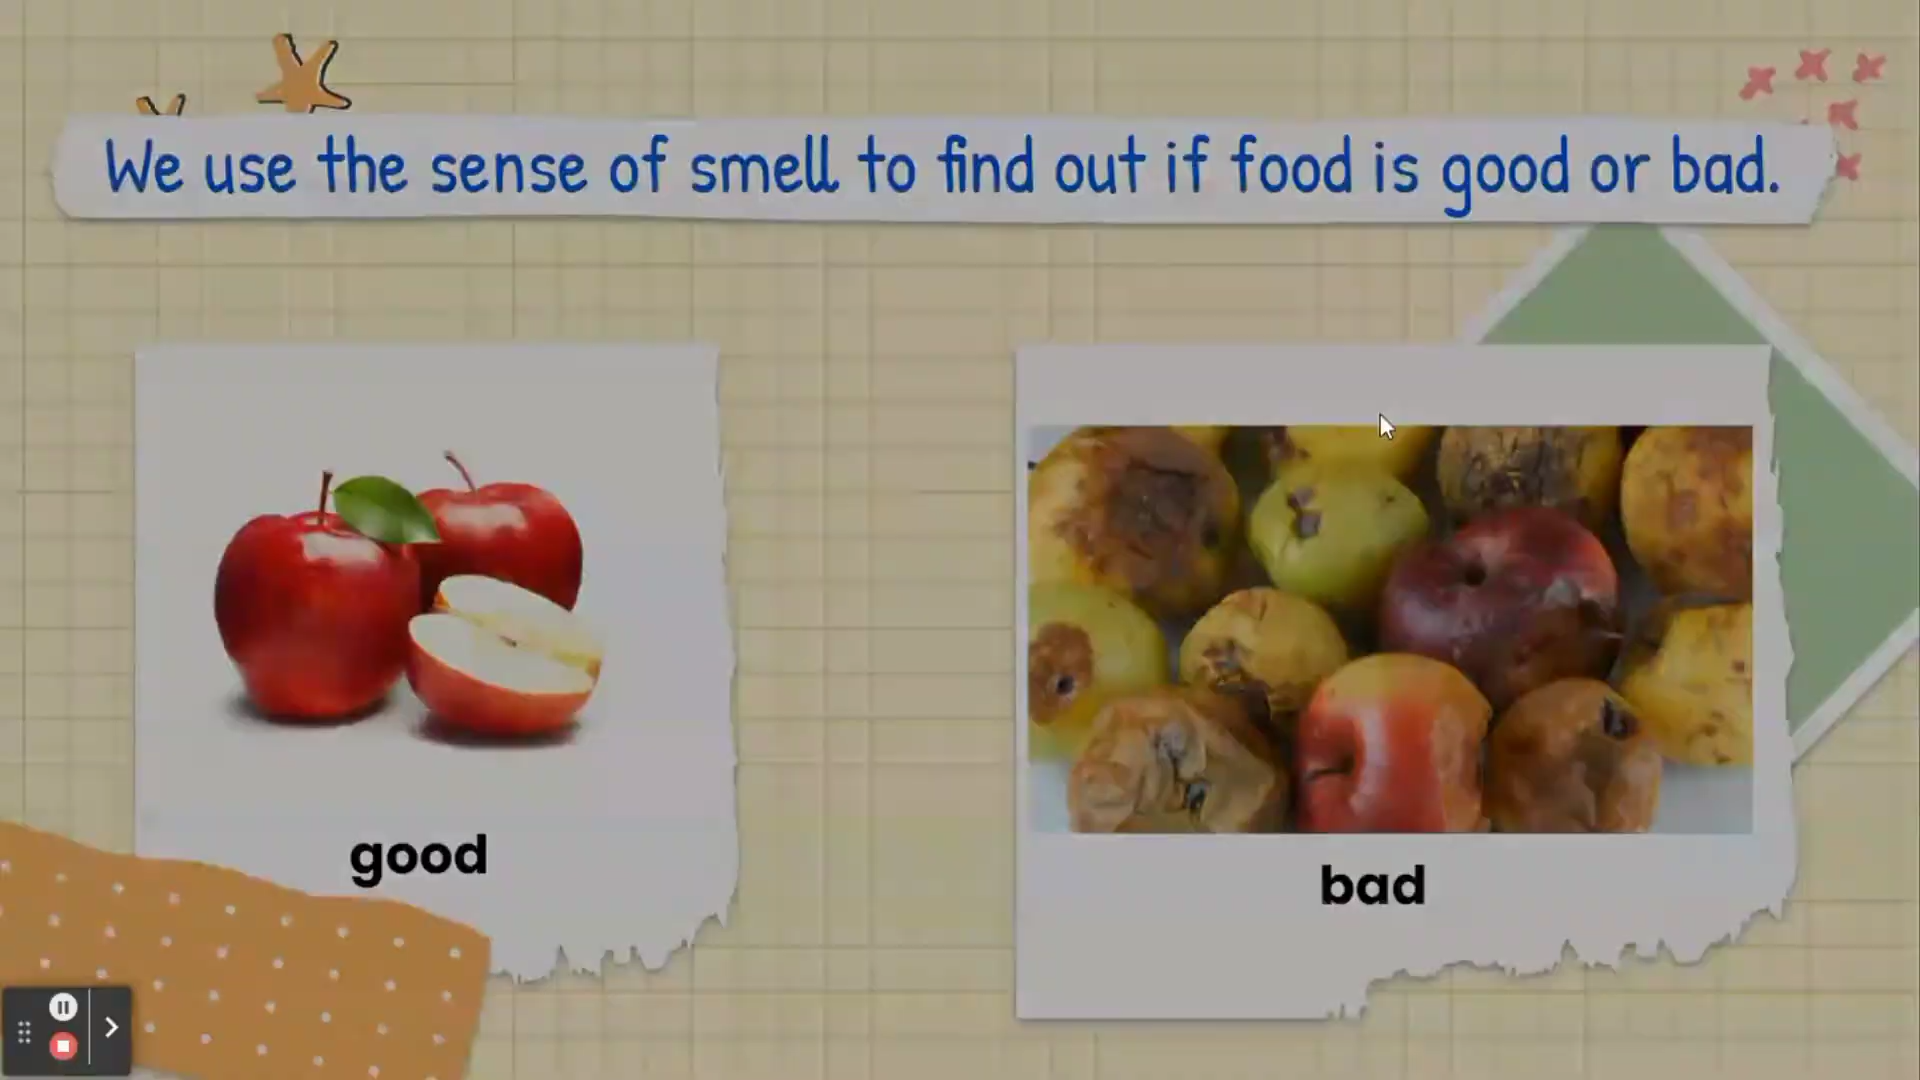 We use the sense of smell to find out if food is good or bad.
good
bad